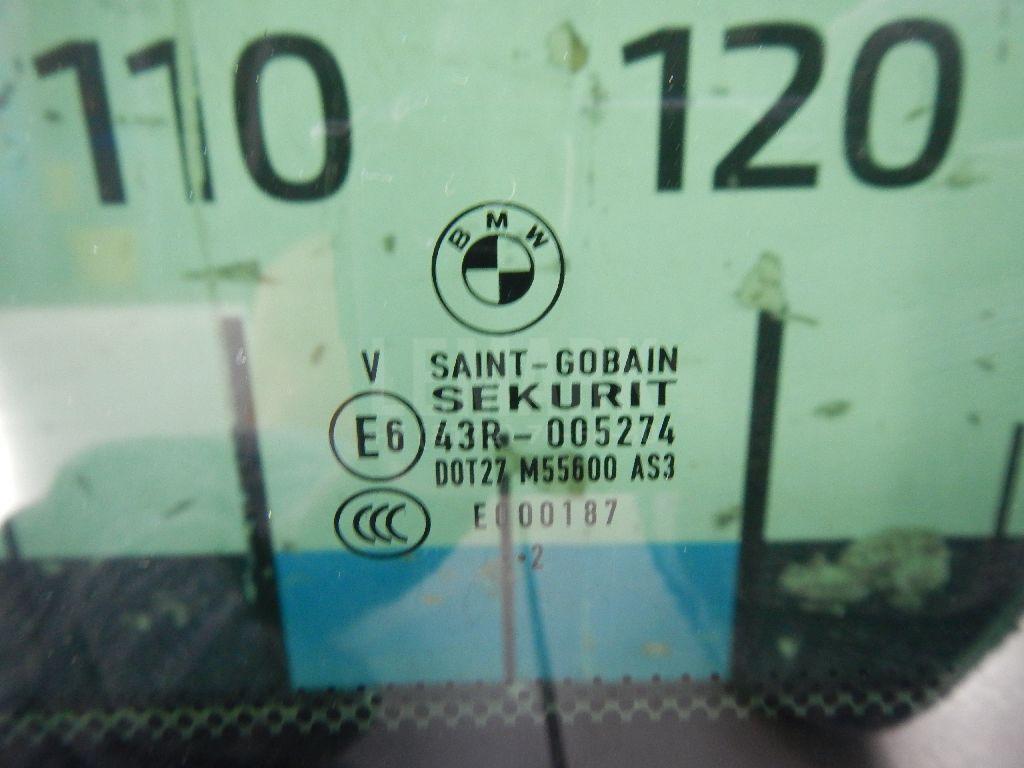 110 120
BMW
V SAINT-GOBAIN
SEKURIT
E6 43R-005274
DOT27 M55600 AS3
CCC E000187
.2